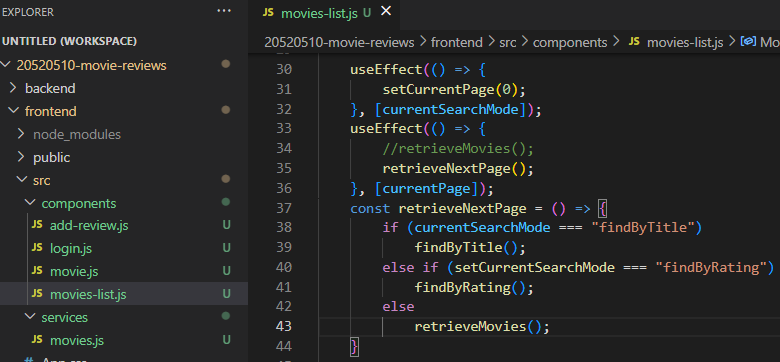 EXPLORER
UNTITLED (WORKSPACE)
20520510-movie-reviews
backend
frontend
node_modules
public
src
components
JS add-review.js U
JS login.js U
JS movie.js U
JS movies-list.js U
services
JS movies.js U
JS movies-list.js U ×
20520510-movie-reviews > frontend > src > components > JS movies-list.js > Mo
30 useEffect(() => {
31 setCurrentPage(0);
32 }, [currentSearchMode]);
33 useEffect(() => {
34 //retrieveMovies();
35 retrieveNextPage();
36 }, [currentPage]);
37 const retrieveNextPage = () => {
38 if (currentSearchMode === "findByTitle")
39 findByTitle();
40 else if (setCurrentSearchMode === "findByRating")
41 findByRating();
42 else
43 retrieveMovies();
44 }